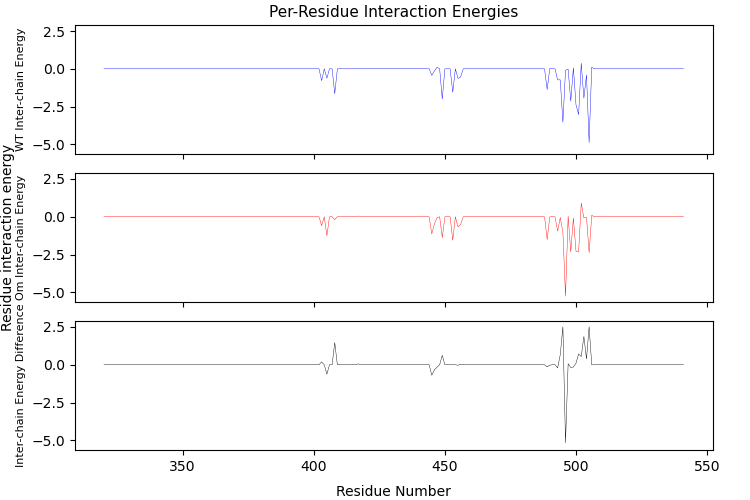 Per-Residue Interaction Energies
Residue interaction energy
WT Inter-chain Energy
2.5
0.0
−2.5
−5.0
Om Inter-chain Energy
2.5
0.0
−2.5
−5.0
Inter-chain Energy Difference
2.5
0.0
−2.5
−5.0
350
400
450
500
550
Residue Number